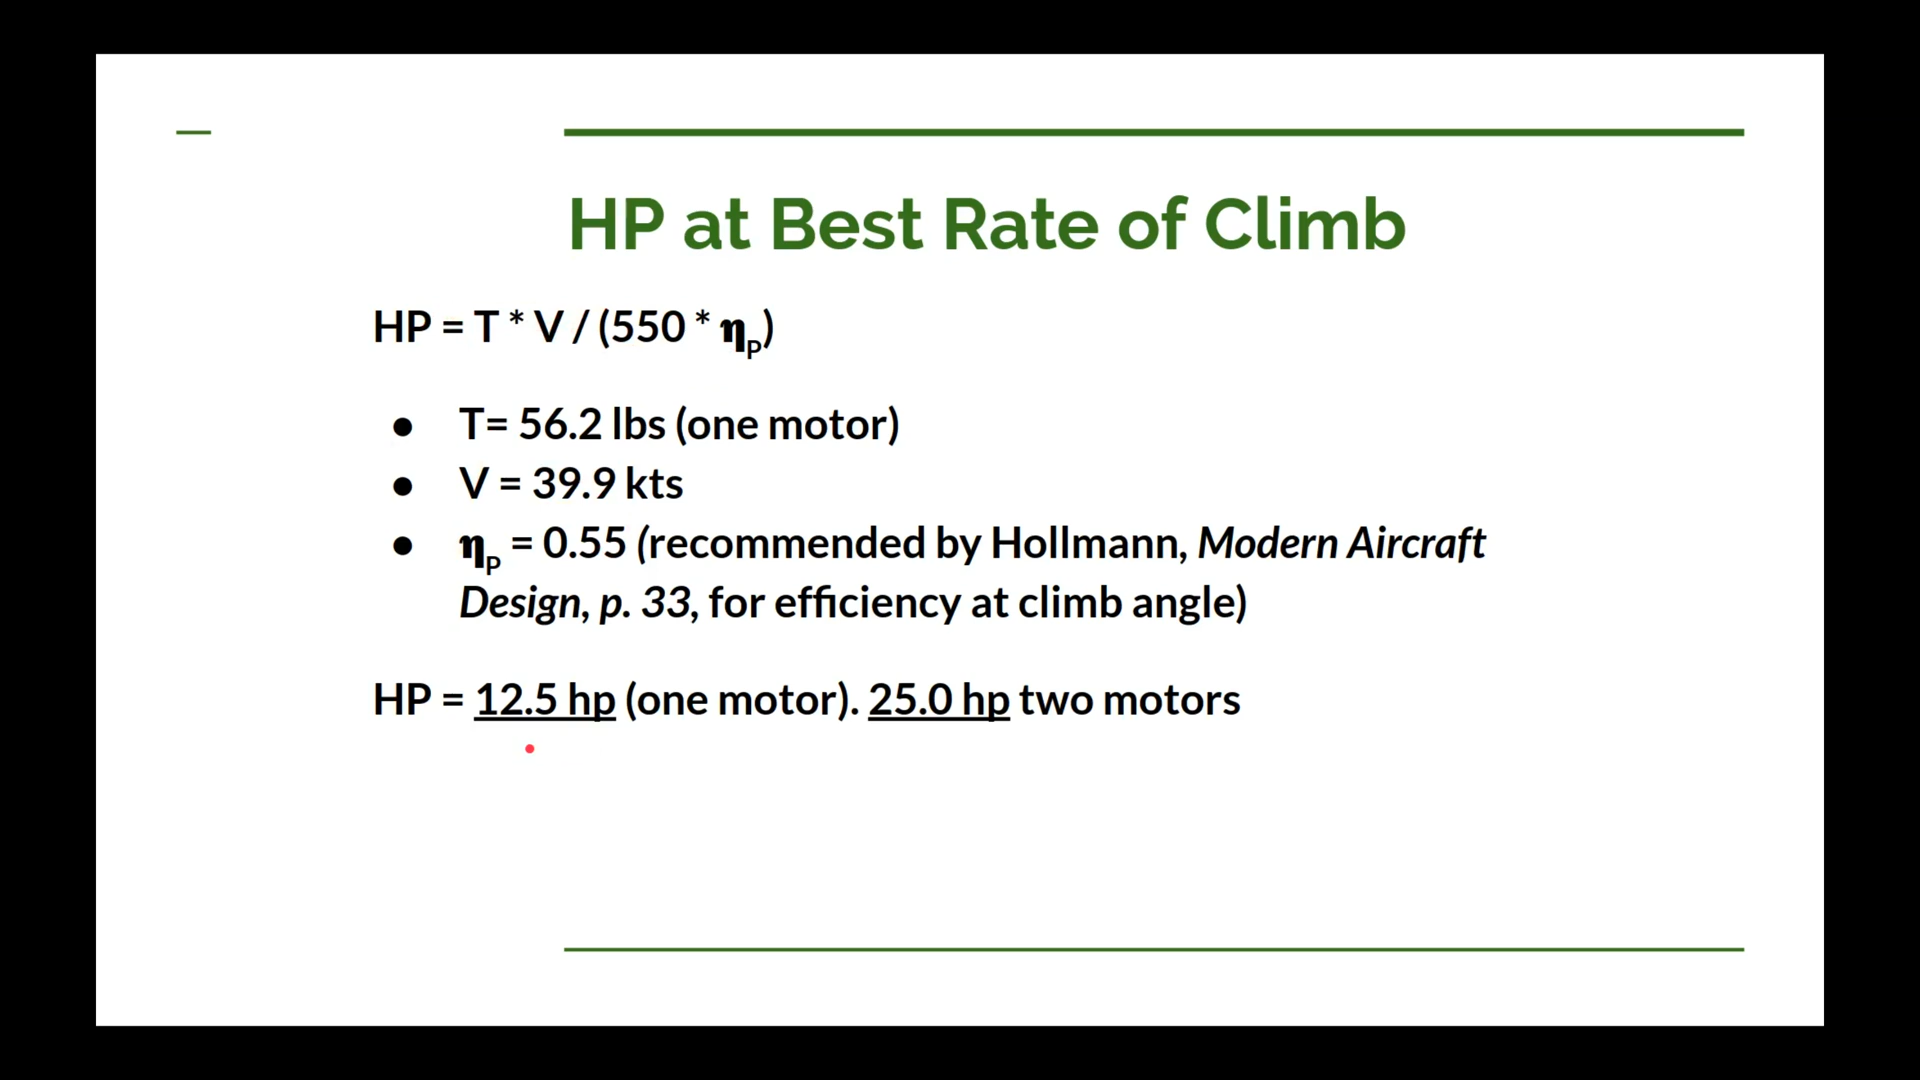 HP at Best Rate of Climb
HP = T * V / (550 * ηP)
● T= 56.2 lbs (one motor)
● V = 39.9 kts
● ηP = 0.55 (recommended by Hollmann, Modern Aircraft
Design, p. 33, for efficiency at climb angle)
HP = 12.5 hp (one motor). 25.0 hp two motors